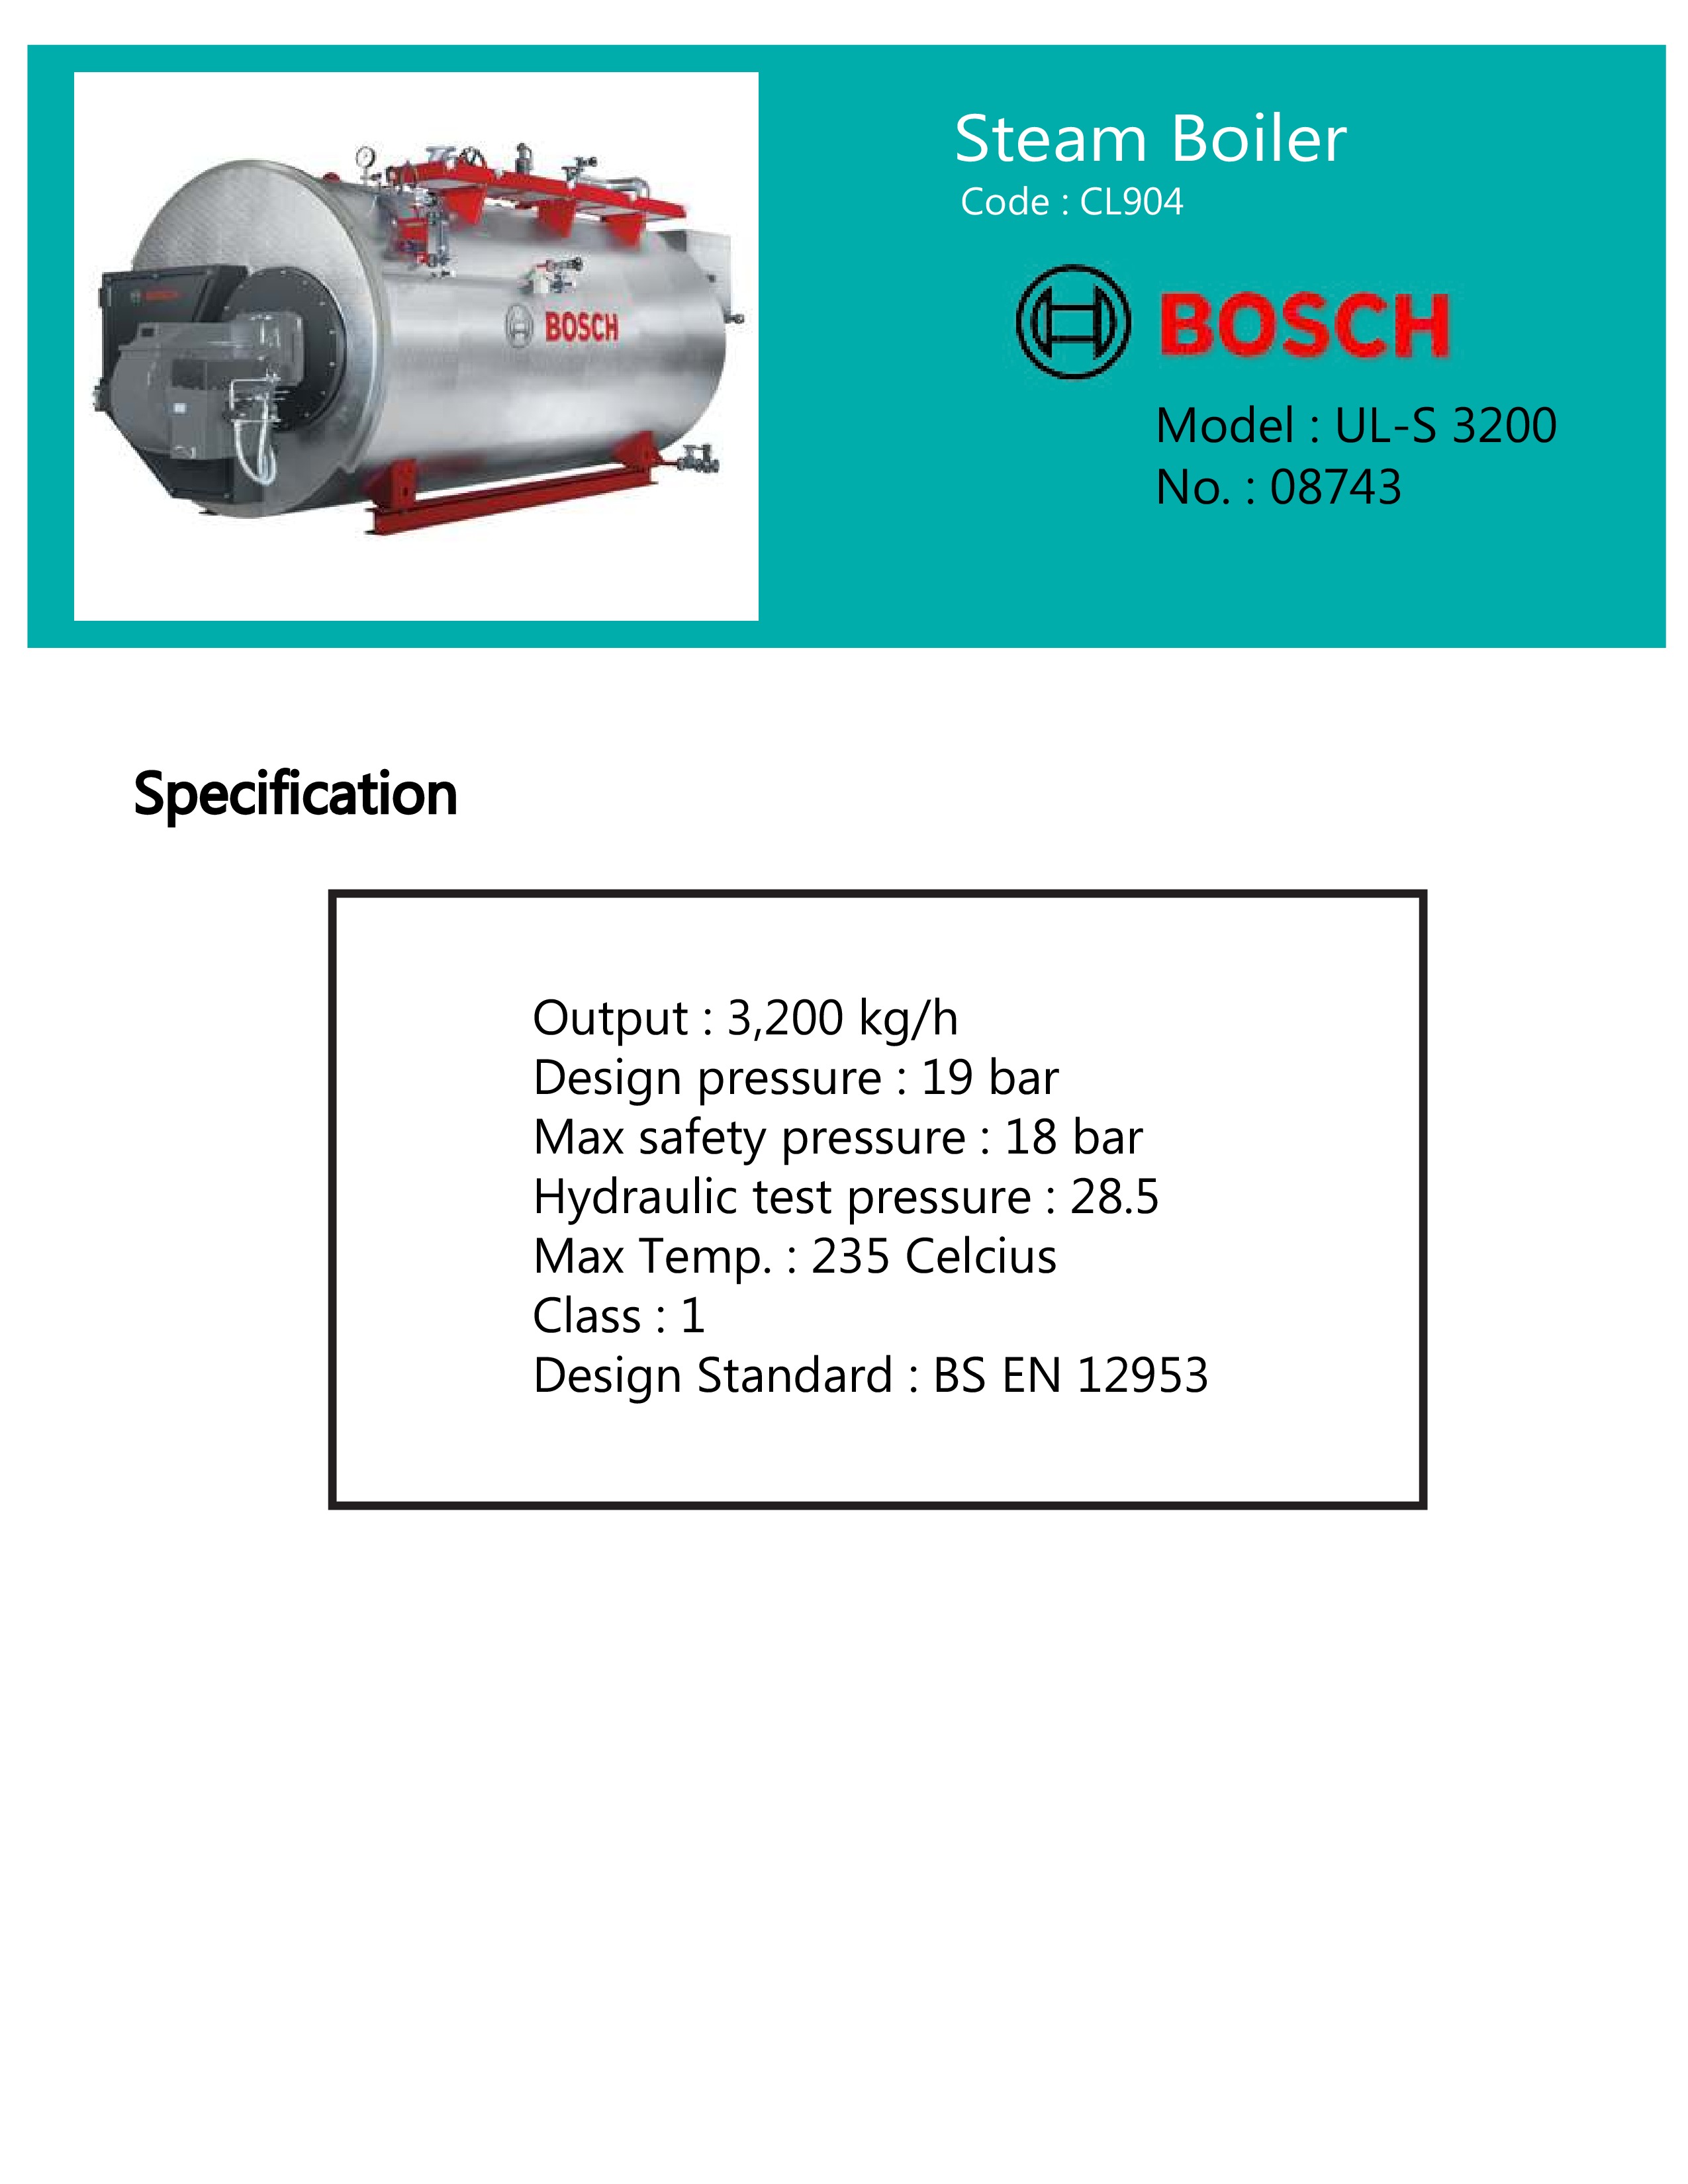 Steam Boiler
Code : CL904
BOSCH
Model : UL-S 3200
No. : 08743
BOSCH
BOSCH
Specification
Output : 3,200 kg/h
Design pressure : 19 bar
Max safety pressure : 18 bar
Hydraulic test pressure : 28.5
Max Temp. : 235 Celcius
Class : 1
Design Standard : BS EN 12953